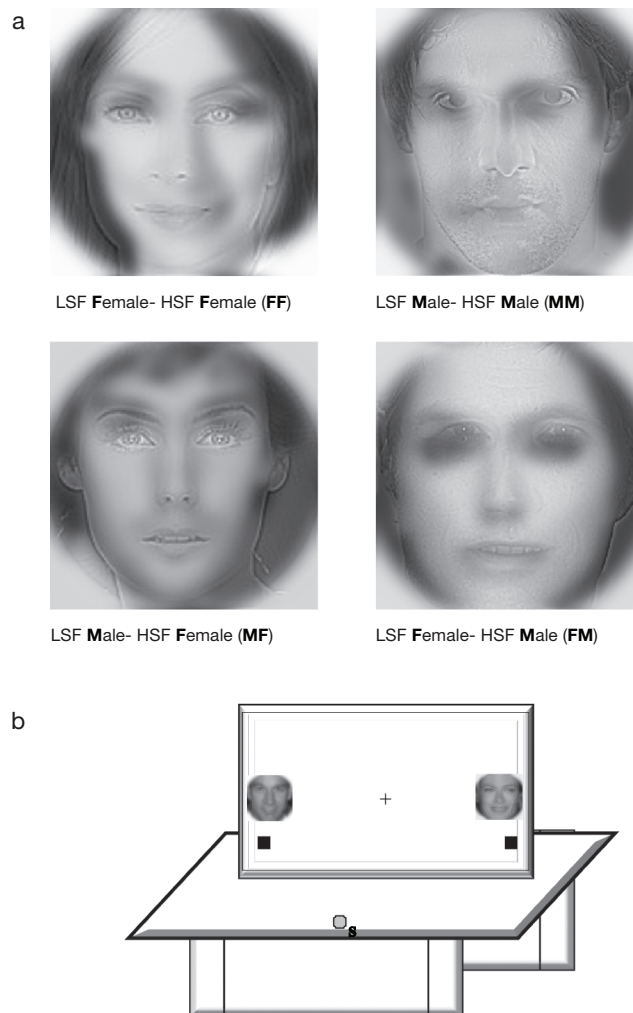 a
LSF Female- HSF Female (FF)
LSF Male- HSF Male (MM)
LSF Male- HSF Female (MF)
LSF Female- HSF Male (FM)
b
s